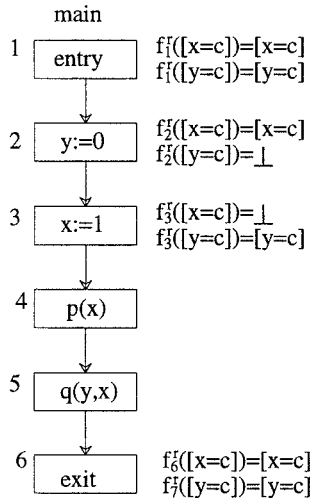 main
1 entry f₁ʳ([x=c])=[x=c]
f₁ʳ([y=c])=[y=c]
2 y:=0 f₂ʳ([x=c])=[x=c]
f₂ʳ([y=c])=⊥
3 x:=1 f₃ʳ([x=c])=⊥
f₃ʳ([y=c])=[y=c]
4 p(x)
5 q(y,x)
6 exit f₆ʳ([x=c])=[x=c]
f₇ʳ([y=c])=[y=c]